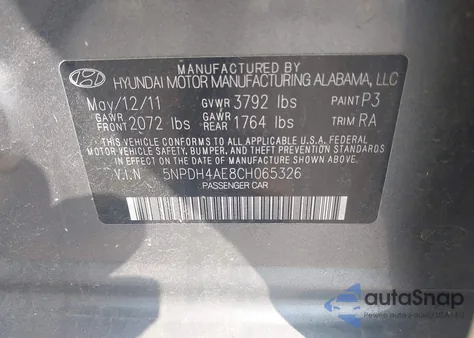 MANUFACTURED BY
HYUNDAI MOTOR MANUFACTURING ALABAMA, LLC
May/12/11 GVWR 3792 lbs PAINT P3
GAWR FRONT 2072 lbs GAWR REAR 1764 lbs TRIM RA
THIS VEHICLE CONFORMS TO ALL APPLICABLE U.S.A. FEDERAL
MOTOR VEHICLE SAFETY, BUMPER, AND THEFT PREVENTION
STANDARDS IN EFFECT ON THE DATE OF MANUFACTURE SHOWN ABOVE.
V.I.N 5NPDH4AE8CH065326
PASSENGER CAR
autoSnap